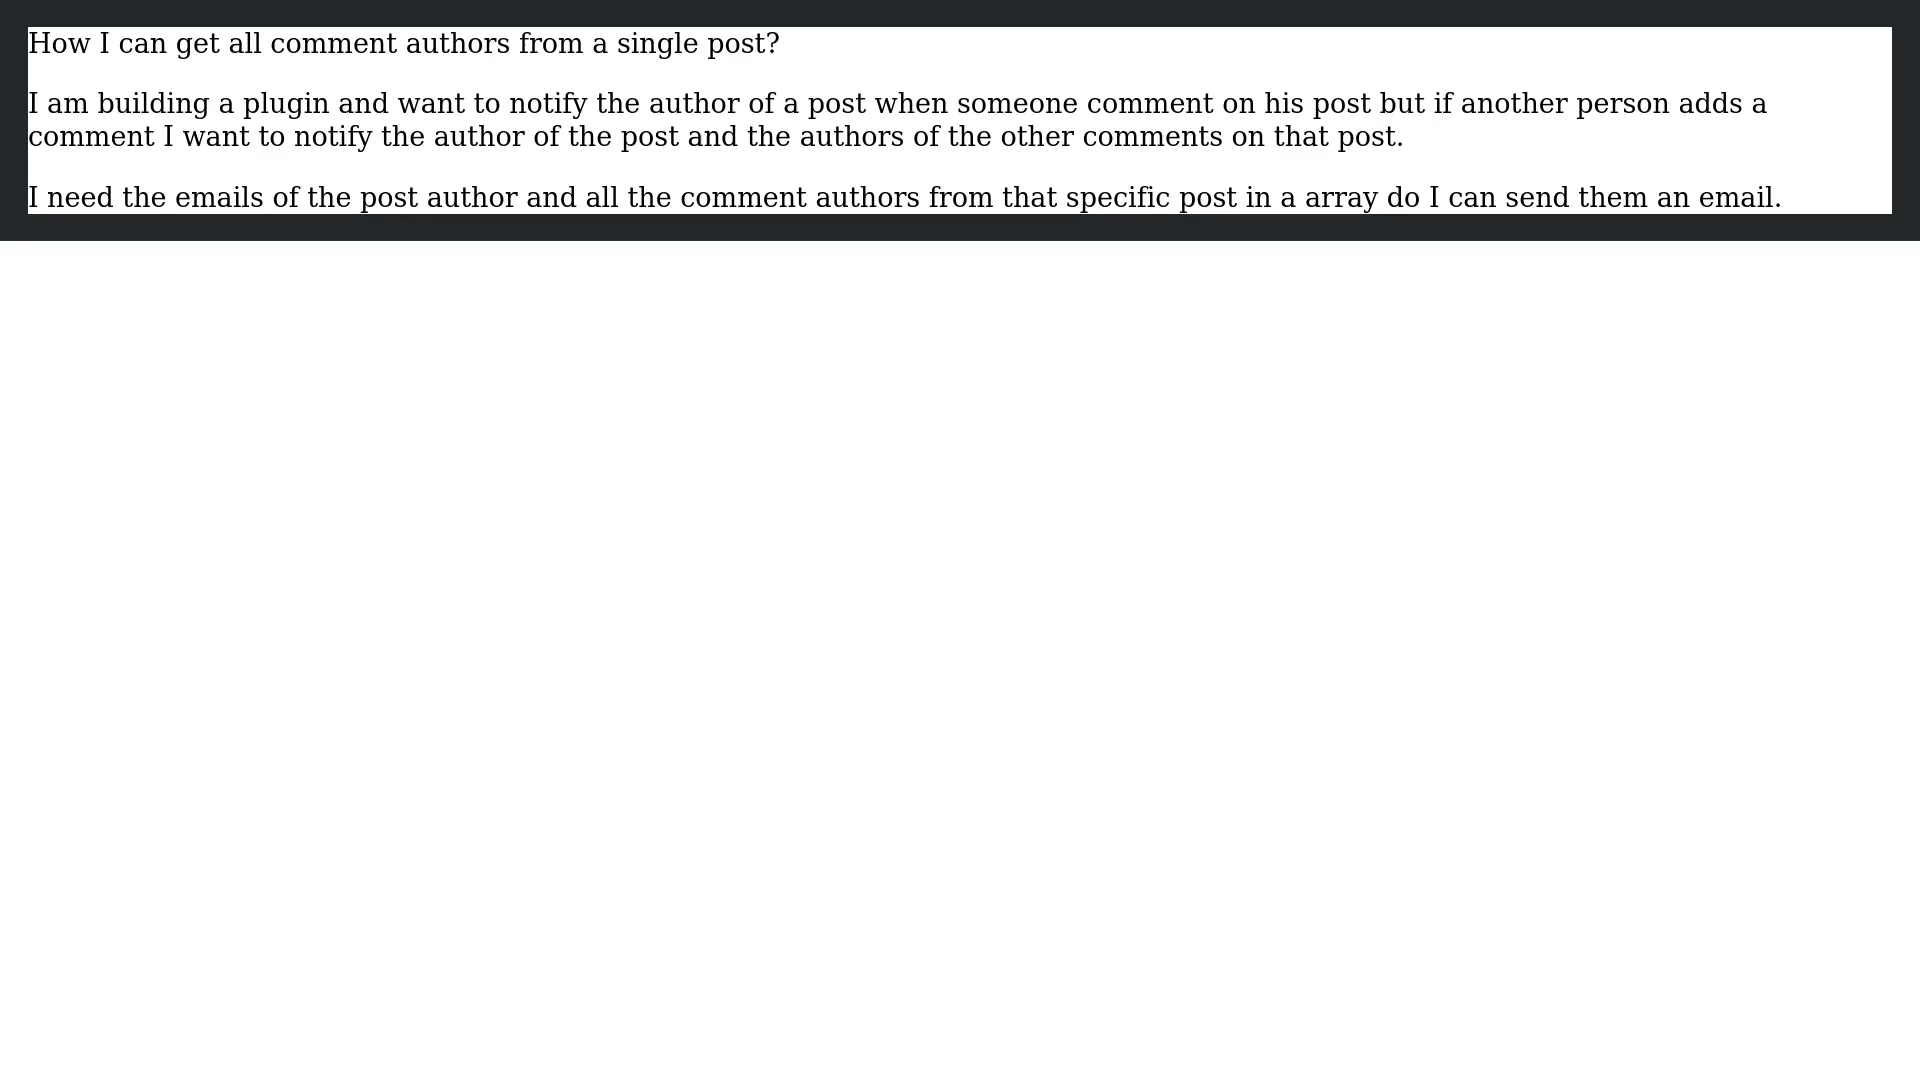 How I can get all comment authors from a single post?
I am building a plugin and want to notify the author of a post when someone comment on his post but if another person adds a
comment I want to notify the author of the post and the authors of the other comments on that post.
I need the emails of the post author and all the comment authors from that specific post in a array do I can send them an email.